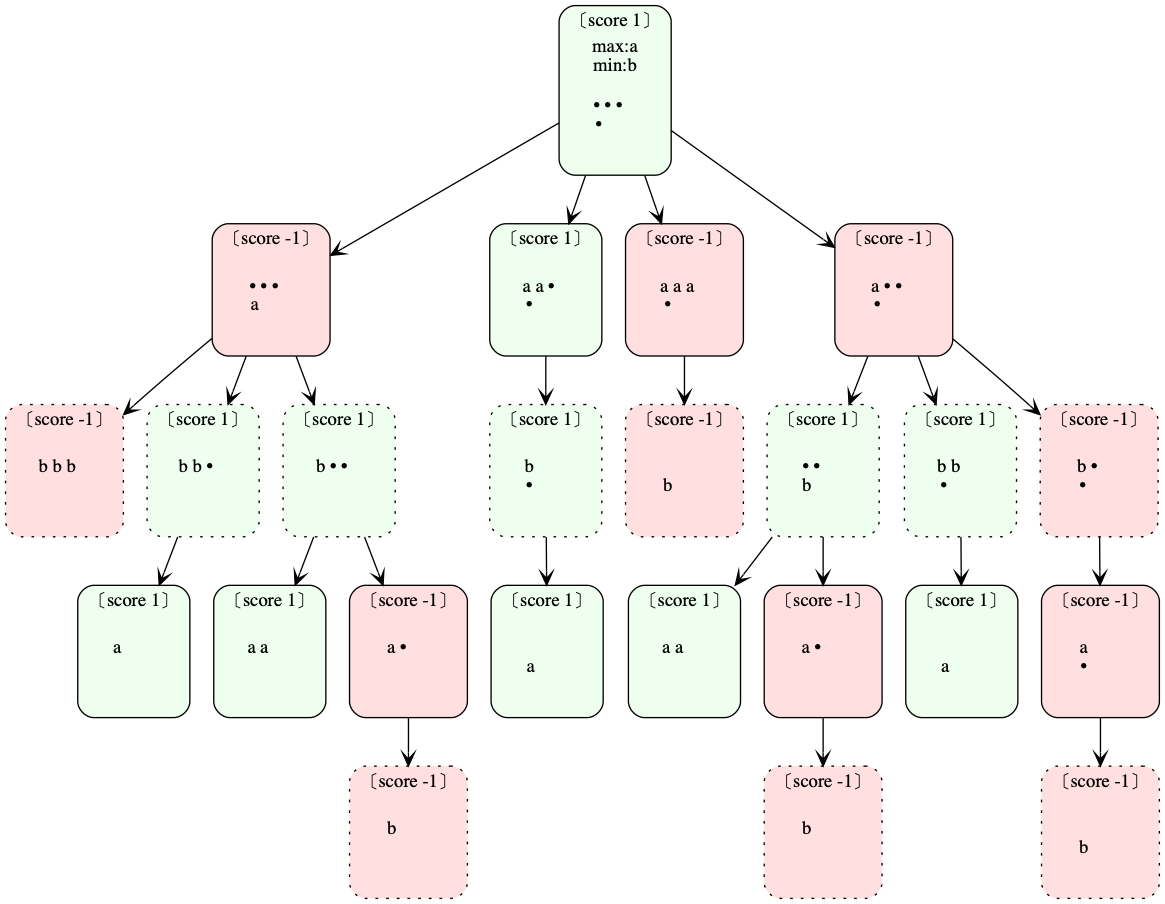 〔score 1〕
max:a
min:b
•••
•
〔score -1〕
•••
a
〔score 1〕
a a •
•
〔score -1〕
a a a
•
〔score -1〕
a • •
•
〔score -1〕
b b b
〔score 1〕
b b •
〔score 1〕
b • •
〔score 1〕
b
•
〔score -1〕
b
〔score 1〕
••
b
〔score 1〕
b b
•
〔score -1〕
b •
•
〔score 1〕
a
〔score 1〕
a a
〔score -1〕
a •
〔score 1〕
a
〔score 1〕
a a
〔score -1〕
a •
〔score 1〕
a
〔score -1〕
a
•
〔score -1〕
b
〔score -1〕
b
〔score -1〕
b